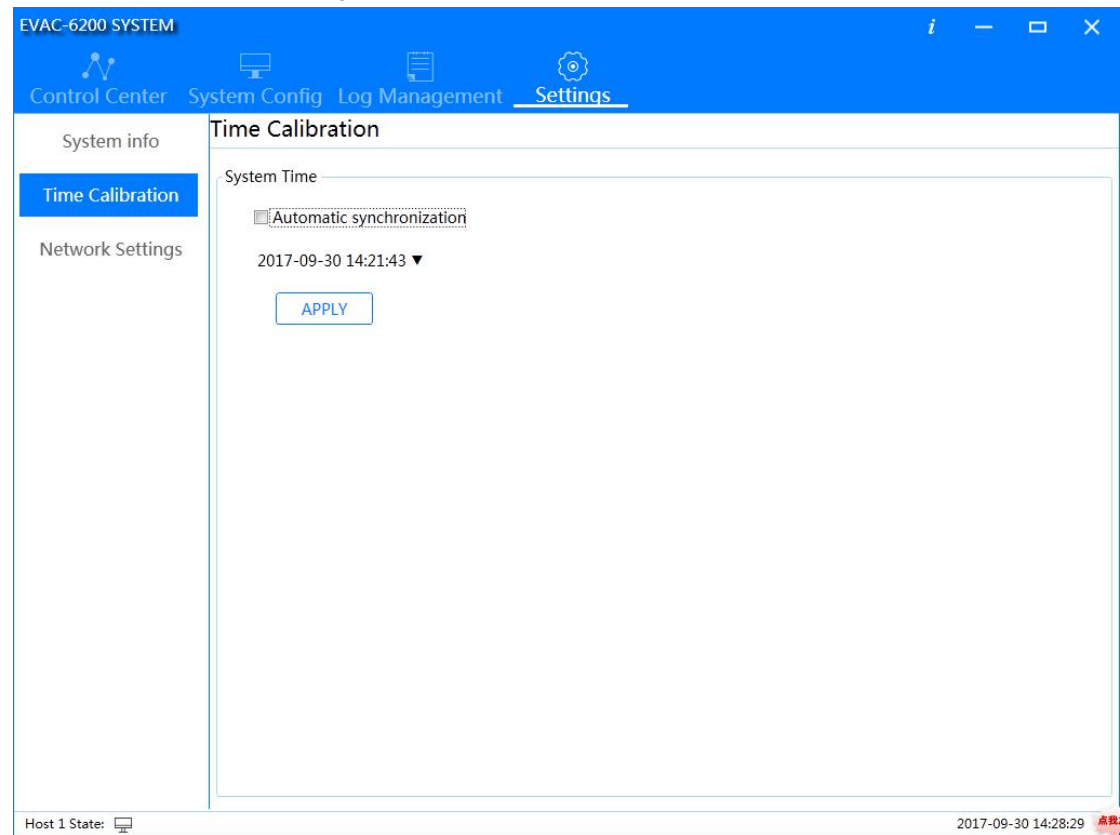 EVAC-6200 SYSTEM
i
Control Center System Config Log Management Settings
System info
Time Calibration
Network Settings
Time Calibration
System Time
Automatic synchronization
2017-09-30 14:21:43 ▼
APPLY
Host 1 State:
2017-09-30 14:28:29
点我